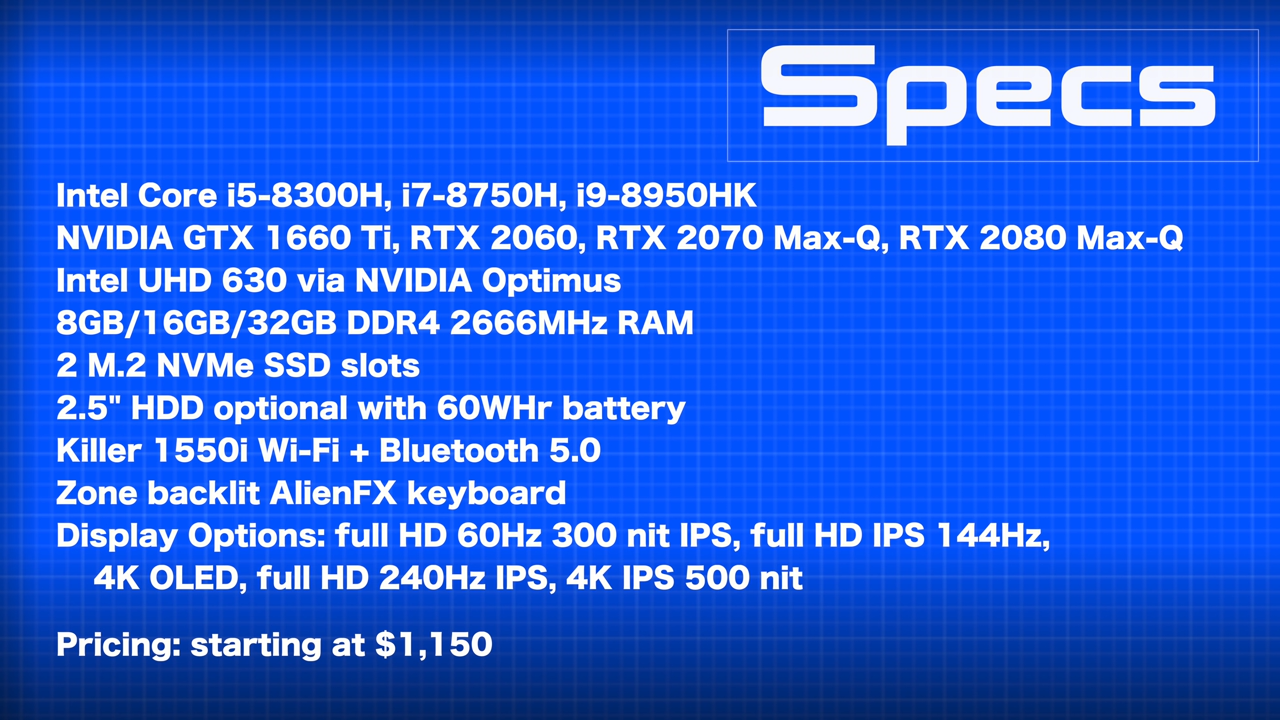 Specs
Intel Core i5-8300H, i7-8750H, i9-8950HK
NVIDIA GTX 1660 Ti, RTX 2060, RTX 2070 Max-Q, RTX 2080 Max-Q
Intel UHD 630 via NVIDIA Optimus
8GB/16GB/32GB DDR4 2666MHz RAM
2 M.2 NVMe SSD slots
2.5" HDD optional with 60WHr battery
Killer 1550i Wi-Fi + Bluetooth 5.0
Zone backlit AlienFX keyboard
Display Options: full HD 60Hz 300 nit IPS, full HD IPS 144Hz,
4K OLED, full HD 240Hz IPS, 4K IPS 500 nit
Pricing: starting at $1,150